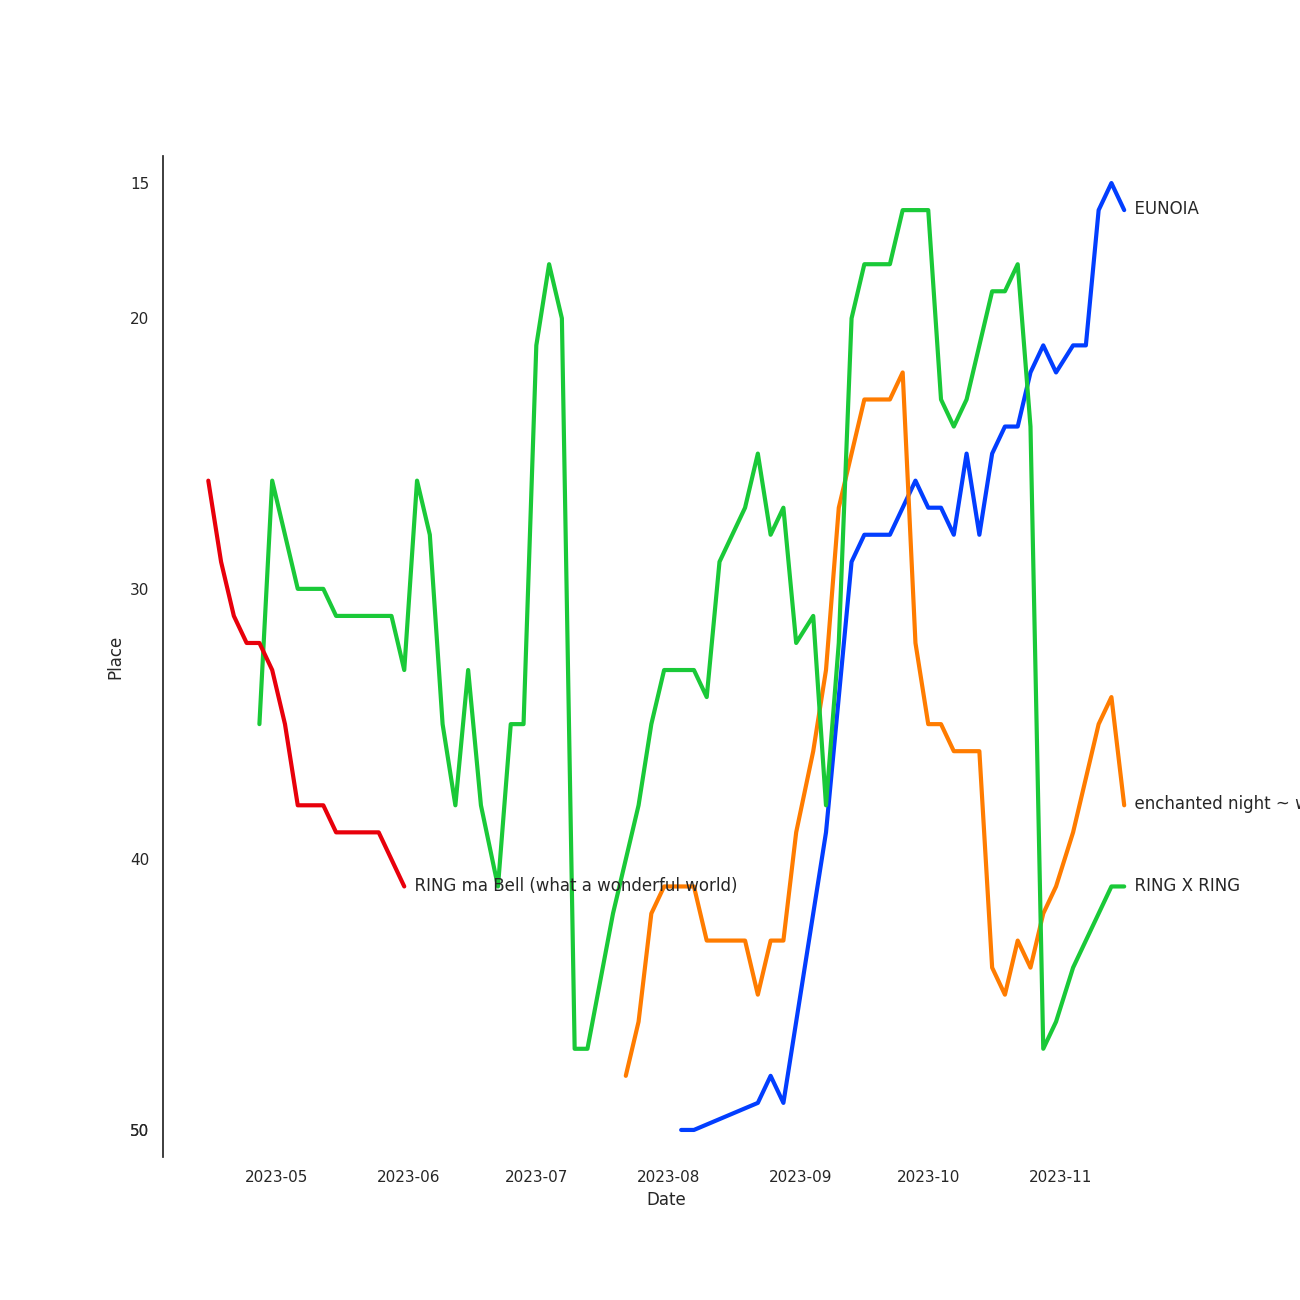 15
EUNOIA
20
30
Place
enchanted night ~
40
RING ma Bell (what a wonderful world)
RING X RING
50
2023-05 2023-06 2023-07 2023-08 2023-09 2023-10 2023-11
Date